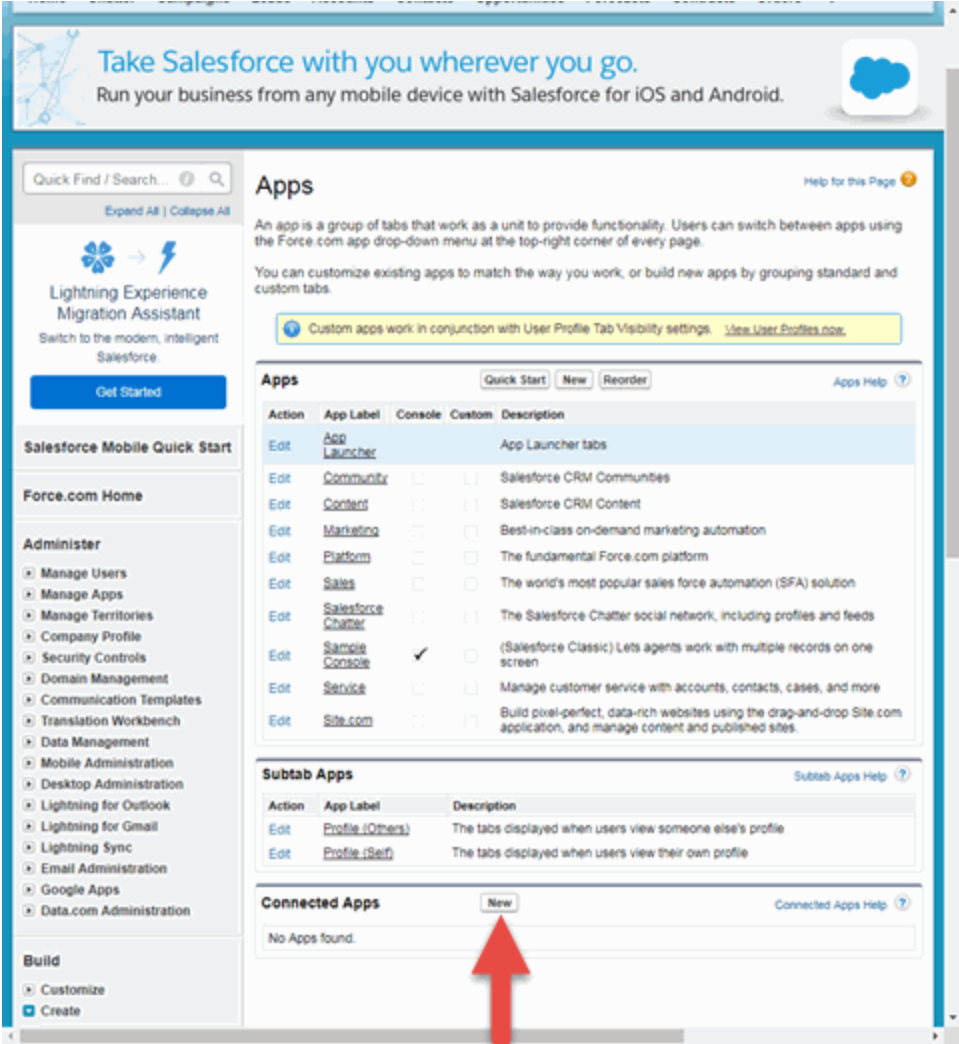 Take Salesforce with you wherever you go.
Run your business from any mobile device with Salesforce for iOS and Android.
Quick Find / Search...
Expand All | Collapse All
Lightning Experience
Migration Assistant
Switch to the modern, intelligent
Salesforce.
Get Started
Salesforce Mobile Quick Start
Force.com Home
Administer
Manage Users
Manage Apps
Manage Territories
Company Profile
Security Controls
Domain Management
Communication Templates
Translation Workbench
Data Management
Mobile Administration
Desktop Administration
Lightning for Outlook
Lightning for Gmail
Lightning Sync
Email Administration
Google Apps
Data.com Administration
Build
Customize
Create
Apps
Help for this Page
An app is a group of tabs that work as a unit to provide functionality. Users can switch between apps using
the Force.com app drop-down menu at the top-right corner of every page.
You can customize existing apps to match the way you work, or build new apps by grouping standard and
custom tabs.
Custom apps work in conjunction with User Profile Tab Visibility settings. View User Profiles now.
Apps Quick Start New Reorder Apps Help ?
Action App Label Console Custom Description
Edit App Launcher App Launcher tabs
Edit Community Salesforce CRM Communities
Edit Content Salesforce CRM Content
Edit Marketing Best-in-class on-demand marketing automation
Edit Platform The fundamental Force.com platform
Edit Sales The world's most popular sales force automation (SFA) solution
Edit Salesforce Chatter The Salesforce Chatter social network, including profiles and feeds
Edit Sample Console (Salesforce Classic) Lets agents work with multiple records on one
screen
Edit Service Manage customer service with accounts, contacts, cases, and more
Edit Site.com Build pixel-perfect, data-rich websites using the drag-and-drop Site.com
application, and manage content and published sites.
Subtab Apps Subtab Apps Help ?
Action App Label Description
Edit Profile (Others) The tabs displayed when users view someone else's profile
Edit Profile (Self) The tabs displayed when users view their own profile
Connected Apps New Connected Apps Help ?
No Apps found.